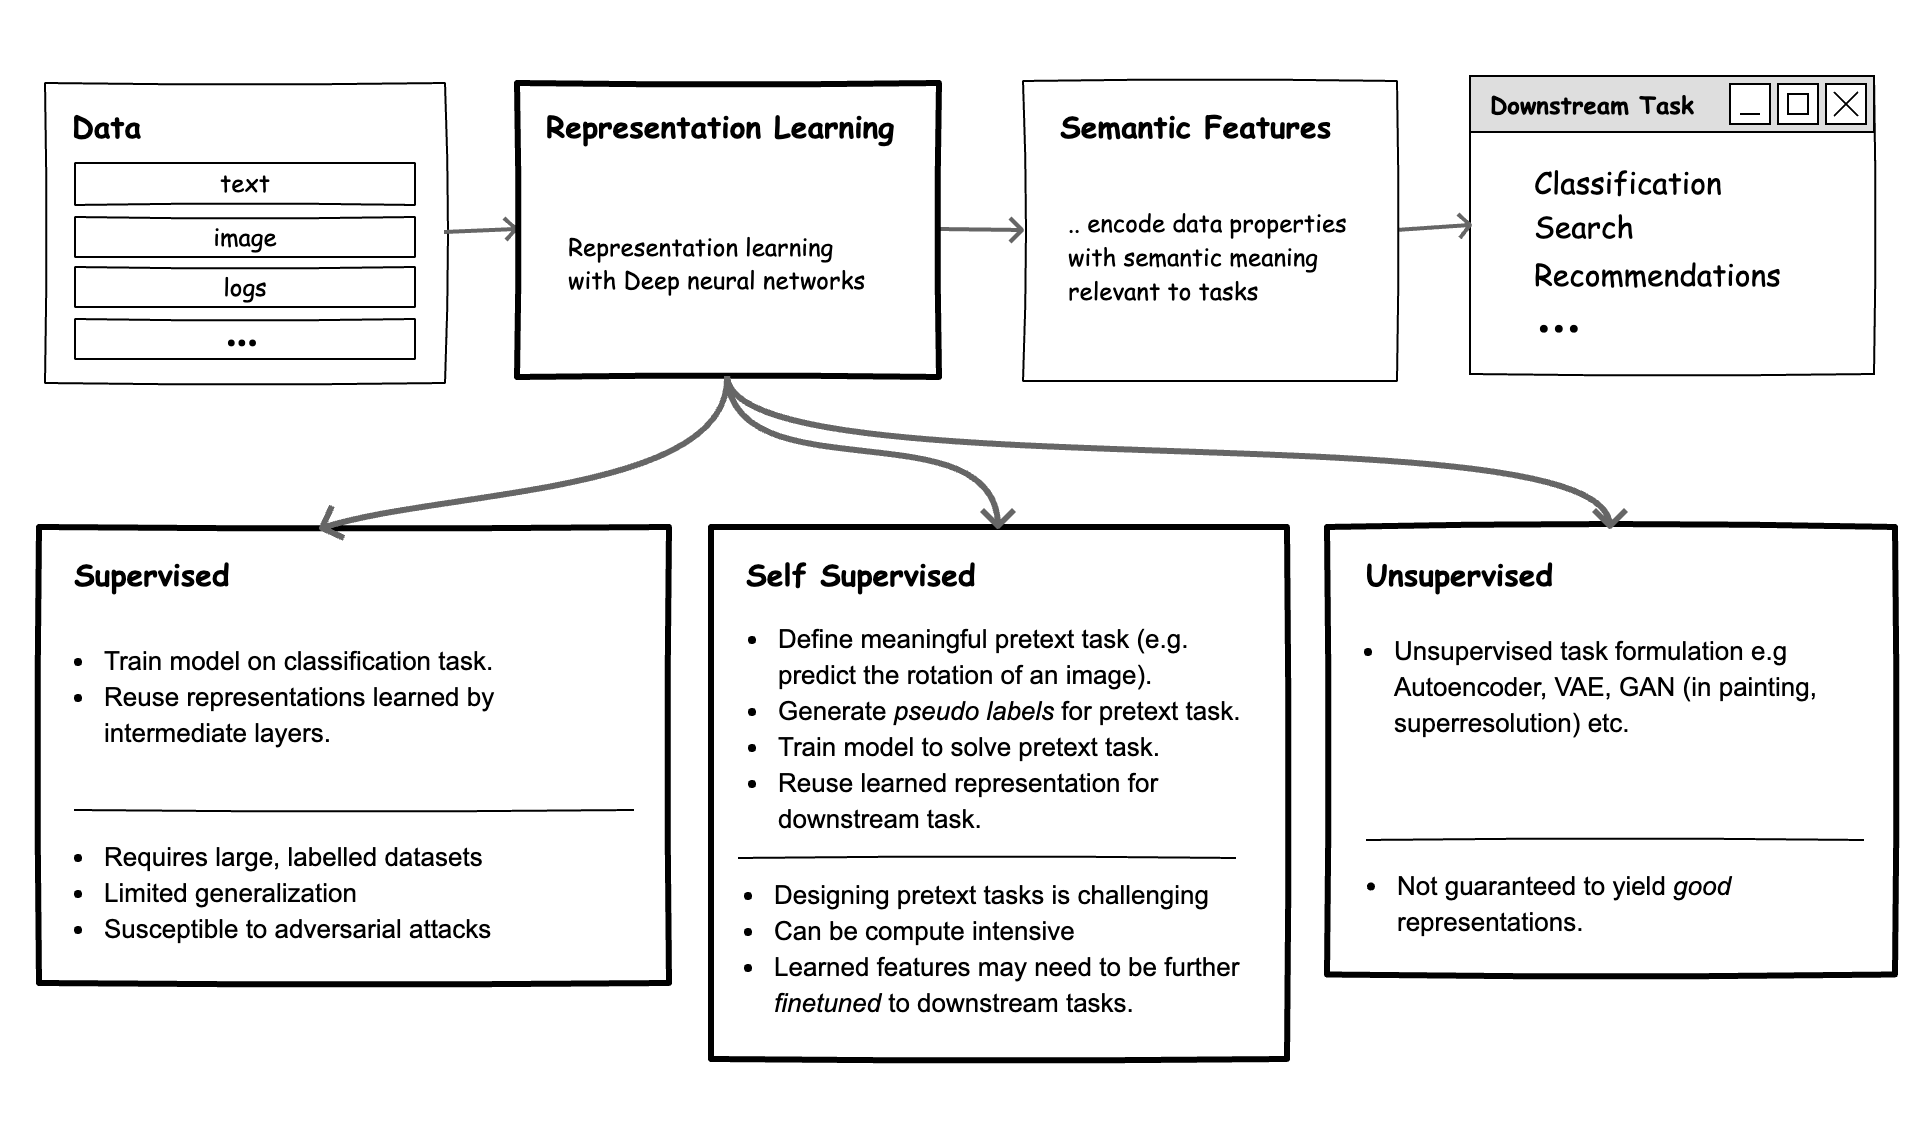 Data
text
image
logs
...
Representation Learning
Representation learning
with Deep neural networks
Semantic Features
.. encode data properties
with semantic meaning
relevant to tasks
Downstream Task
Classification
Search
Recommendations
...
Supervised
• Train model on classification task.
• Reuse representations learned by
intermediate layers.
• Requires large, labelled datasets
• Limited generalization
• Susceptible to adversarial attacks
Self Supervised
• Define meaningful pretext task (e.g.
predict the rotation of an image).
• Generate pseudo labels for pretext task.
• Train model to solve pretext task.
• Reuse learned representation for
downstream task.
• Designing pretext tasks is challenging
• Can be compute intensive
• Learned features may need to be further
finetuned to downstream tasks.
Unsupervised
• Unsupervised task formulation e.g
Autoencoder, VAE, GAN (in painting,
superresolution) etc.
• Not guaranteed to yield good
representations.